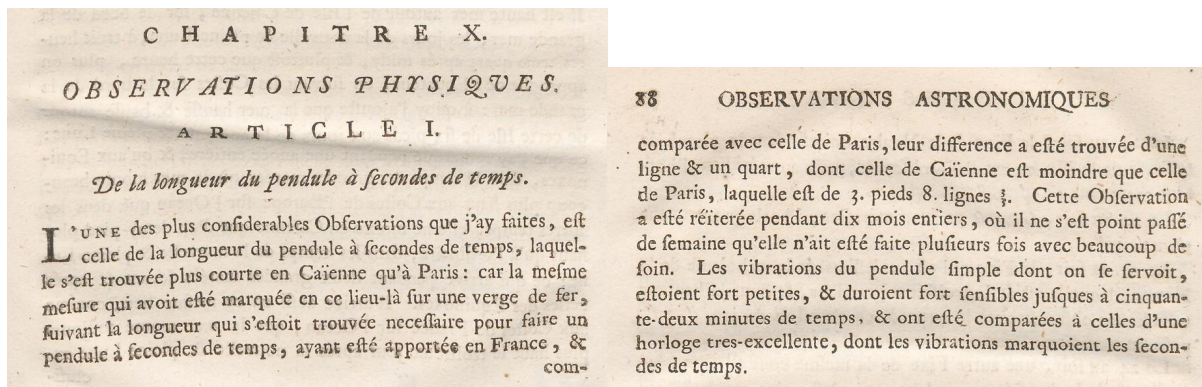 CHAPITRE X.
OBSERVATIONS PHYSIQUES.
ARTICLE I.
De la longueur du pendule à ſecondes de temps.
L'UNE des plus conſiderables Obſervations que j'ay faites, eſt
celle de la longueur du pendule à ſecondes de temps, laquel-
le s'eſt trouvée plus courte en Caïenne qu'à Paris: car la meſme
meſure qui avoit eſté marquée en ce lieu-là ſur une verge de fer,
ſuivant la longueur qui s'eſtoit trouvée neceſſaire pour faire un
pendule à ſecondes de temps, ayant eſté apportée en France, &
com-
88 OBSERVATIONS ASTRONOMIQUES
comparée avec celle de Paris, leur difference a eſté trouvée d'une
ligne & un quart, dont celle de Caïenne eſt moindre que celle
de Paris, laquelle eſt de 3. pieds 8. lignes 3/5. Cette Obſervation
a eſté réïterée pendant dix mois entiers, où il ne s'eſt point paſſé
de ſemaine qu'elle n'ait eſté faite pluſieurs fois avec beaucoup de
ſoin. Les vibrations du pendule ſimple dont on ſe ſervoit,
eſtoient fort petites, & duroient fort ſenſibles juſques à cinquan-
te-deux minutes de temps, & ont eſté comparées à celles d'une
horloge tres-excellente, dont les vibrations marquoient les ſecon-
des de temps.